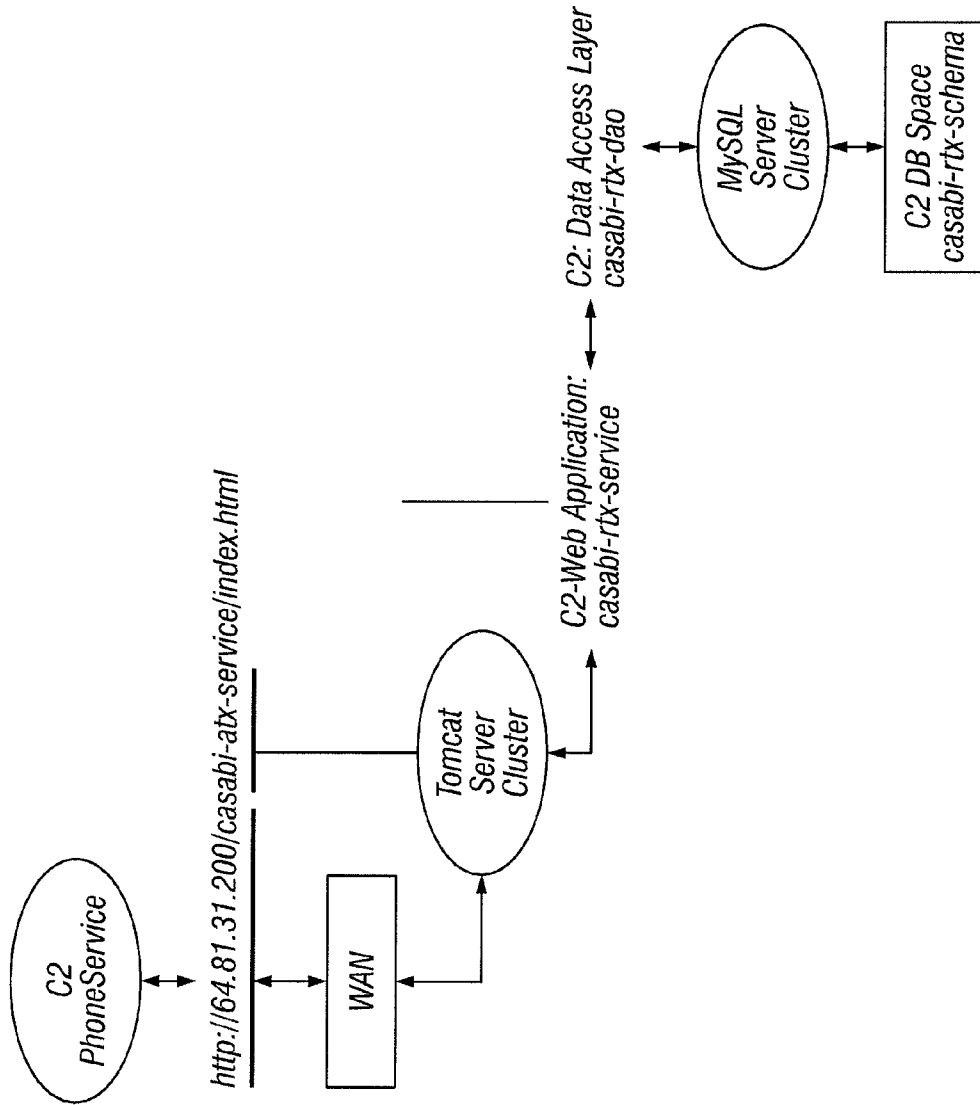 C2
PhoneService
http://64.81.31.200/casabi-atx-service/index.html
WAN
Tomcat
Server
Cluster
C2-Web Application:
casabi-rtx-service
C2: Data Access Layer
casabi-rtx-dao
MySQL
Server
Cluster
C2 DB Space
casabi-rtx-schema